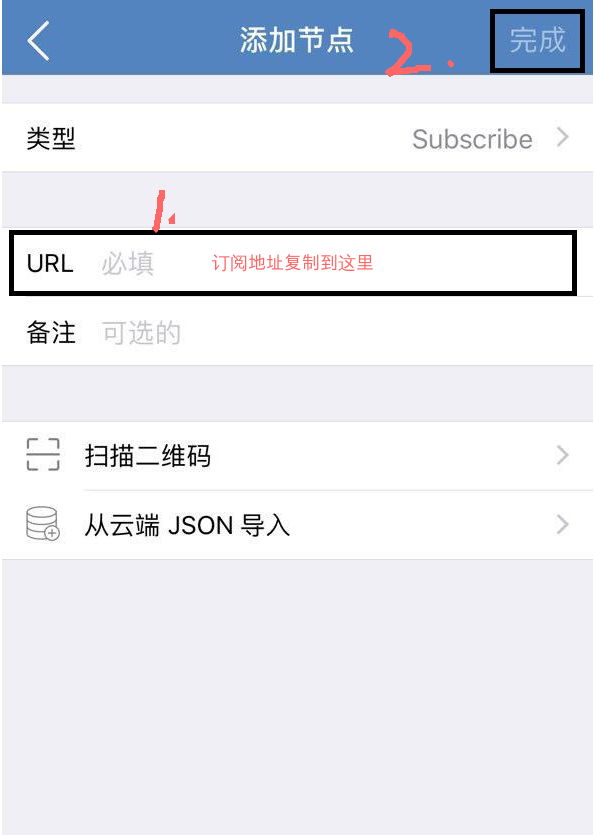 添加节点 2. 完成
类型 Subscribe
1.
URL 必填 订阅地址复制到这里
备注 可选的
扫描二维码
从云端 JSON 导入